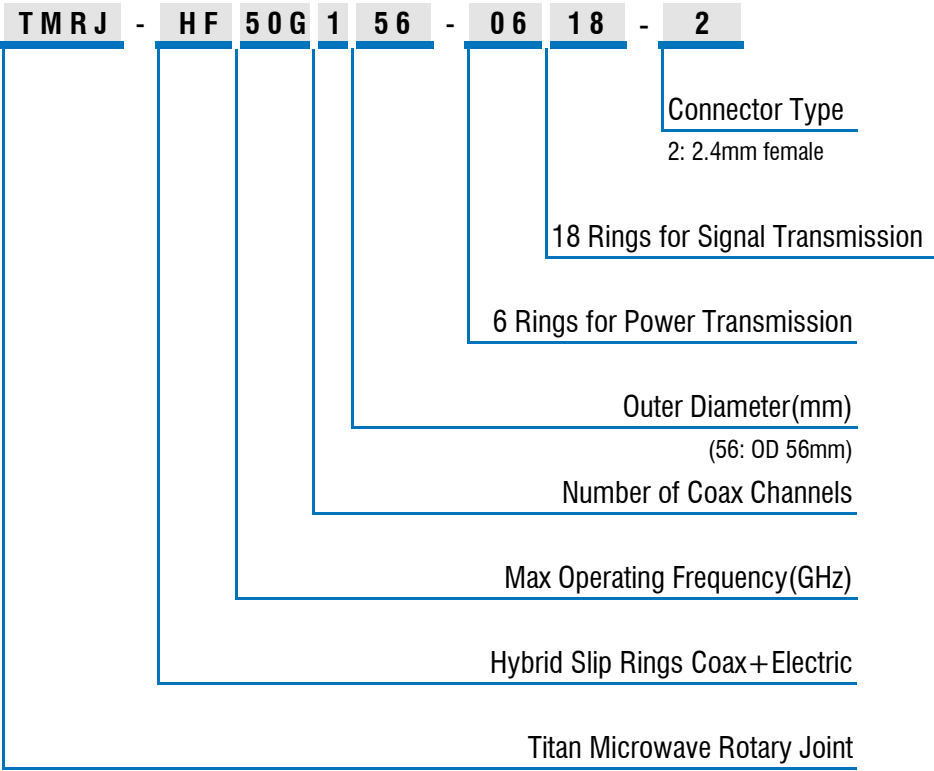 TMRJ - HF 50G 1 56 - 06 18 - 2
Connector Type
2: 2.4mm female
18 Rings for Signal Transmission
6 Rings for Power Transmission
Outer Diameter(mm)
(56: OD 56mm)
Number of Coax Channels
Max Operating Frequency(GHz)
Hybrid Slip Rings Coax+Electric
Titan Microwave Rotary Joint